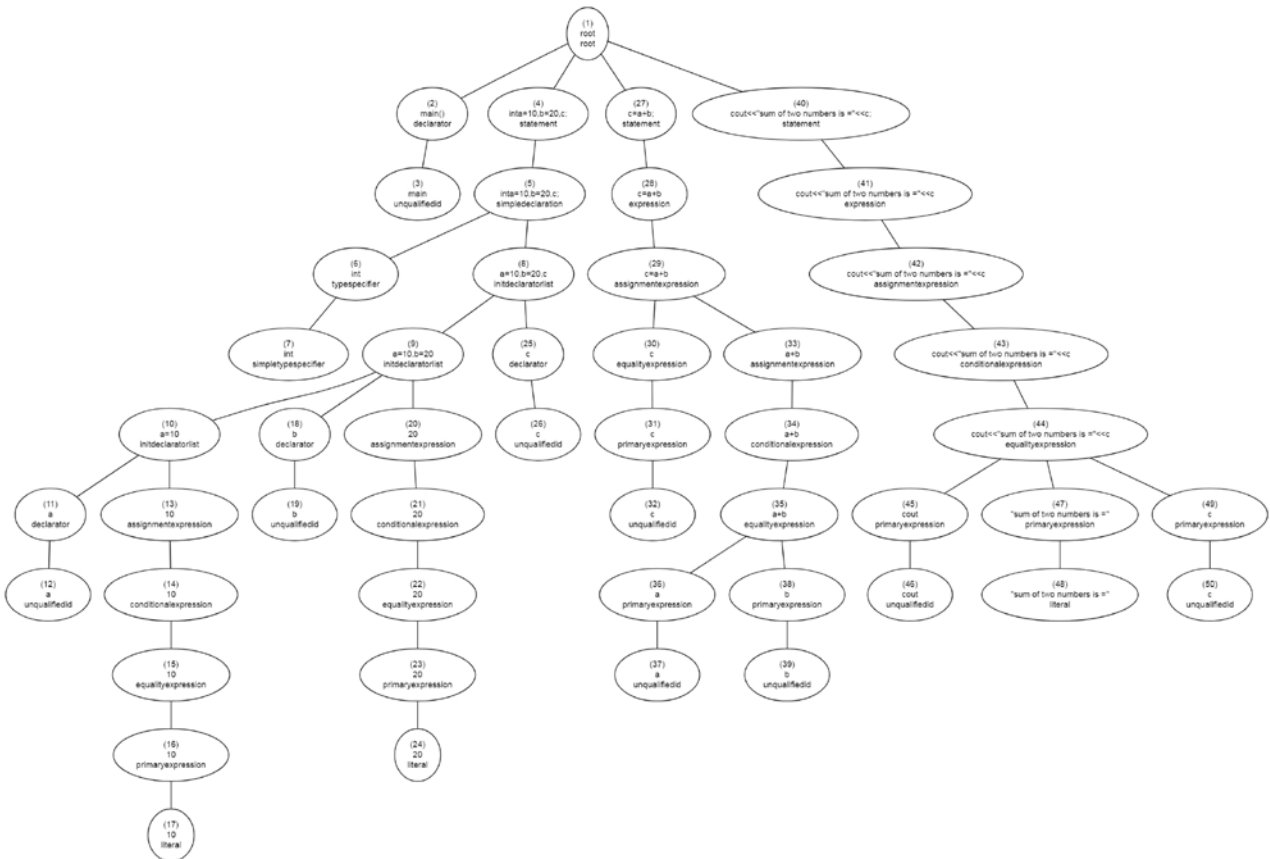 (1)
root
root
(2)
main()
declarator
(4)
inta=10,b=20,c;
statement
(27)
c=a+b;
statement
(40)
cout<<"sum of two numbers is ="<<c;
statement
(3)
main
unqualifiedid
(5)
inta=10,b=20,c;
simpledeclaration
(28)
c=a+b
expression
(41)
cout<<"sum of two numbers is ="<<c
expression
(6)
int
typespecifier
(8)
a=10,b=20,c
initdeclaratorlist
(29)
c=a+b
assignmentexpression
(42)
cout<<"sum of two numbers is ="<<c
assignmentexpression
(7)
int
simpletypespecifier
(9)
a=10,b=20
initdeclaratorlist
(25)
c
declarator
(30)
c
equalityexpression
(33)
a+b
assignmentexpression
(43)
cout<<"sum of two numbers is ="<<c
conditionalexpression
(10)
a=10
initdeclaratorlist
(18)
b
declarator
(20)
20
assignmentexpression
(26)
c
unqualifiedid
(31)
c
primaryexpression
(34)
a+b
conditionalexpression
(44)
cout<<"sum of two numbers is ="<<c
equalityexpression
(11)
a
declarator
(13)
10
assignmentexpression
(19)
b
unqualifiedid
(21)
20
conditionalexpression
(32)
c
unqualifiedid
(35)
a+b
equalityexpression
(45)
cout
primaryexpression
(47)
"sum of two numbers is ="
primaryexpression
(49)
c
primaryexpression
(12)
a
unqualifiedid
(14)
10
conditionalexpression
(22)
20
equalityexpression
(36)
a
primaryexpression
(38)
b
primaryexpression
(46)
cout
unqualifiedid
(48)
"sum of two numbers is ="
literal
(50)
c
unqualifiedid
(15)
10
equalityexpression
(23)
20
primaryexpression
(37)
a
unqualifiedid
(39)
b
unqualifiedid
(16)
10
primaryexpression
(24)
20
literal
(17)
10
literal